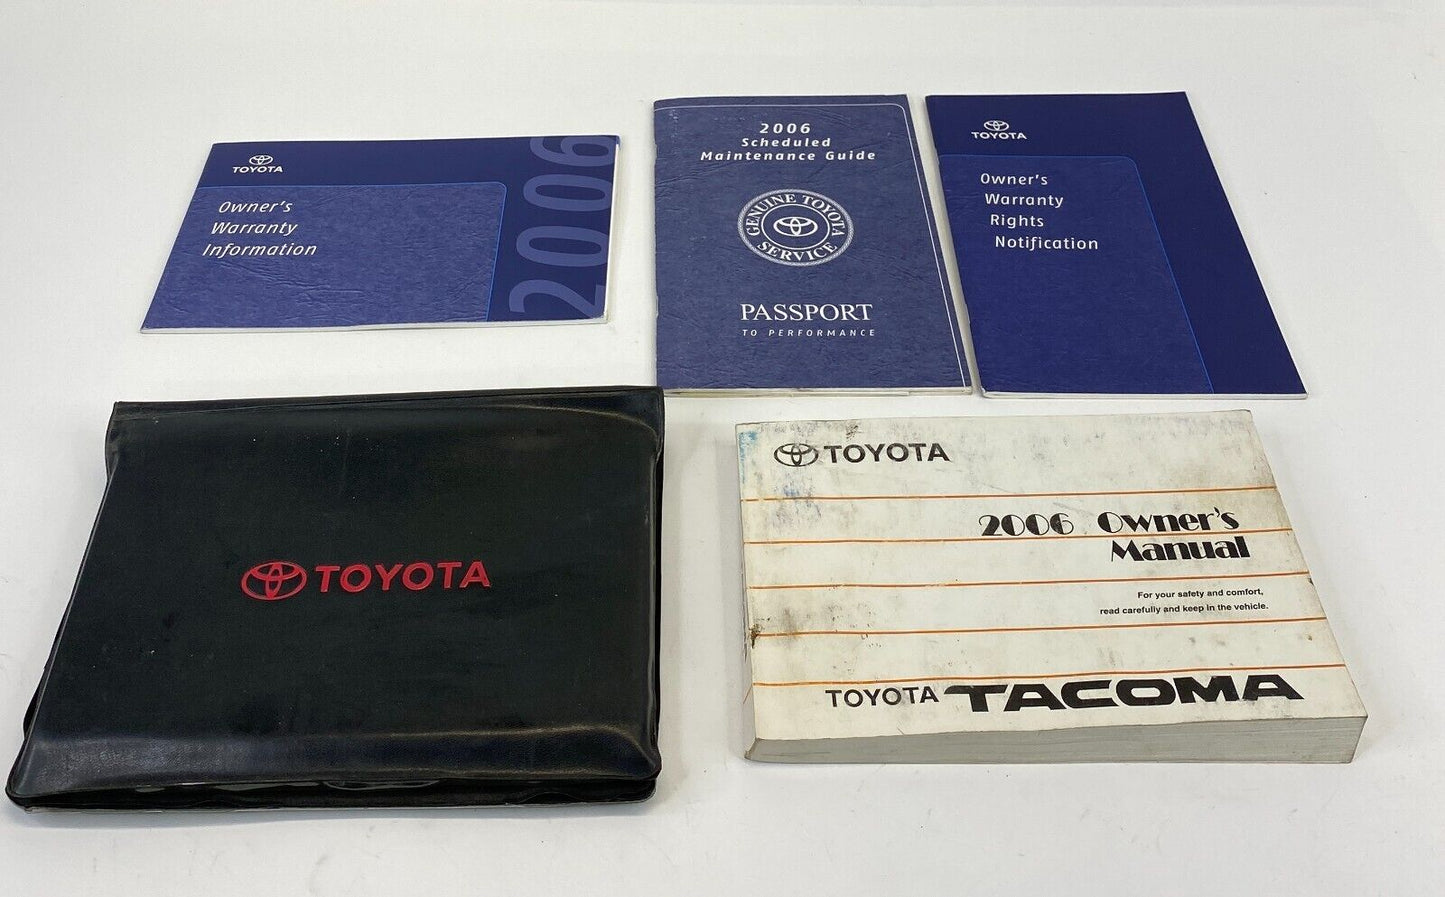 TOYOTA
Owner's
Warranty
Information
2006
2006
Scheduled
Maintenance Guide
GENUINE TOYOTA
SERVICE
PASSPORT
TO PERFORMANCE
TOYOTA
Owner's
Warranty
Rights
Notification
TOYOTA
TOYOTA
2006 Owner's
Manual
For your safety and comfort,
read carefully and keep in the vehicle.
TOYOTA TACOMA